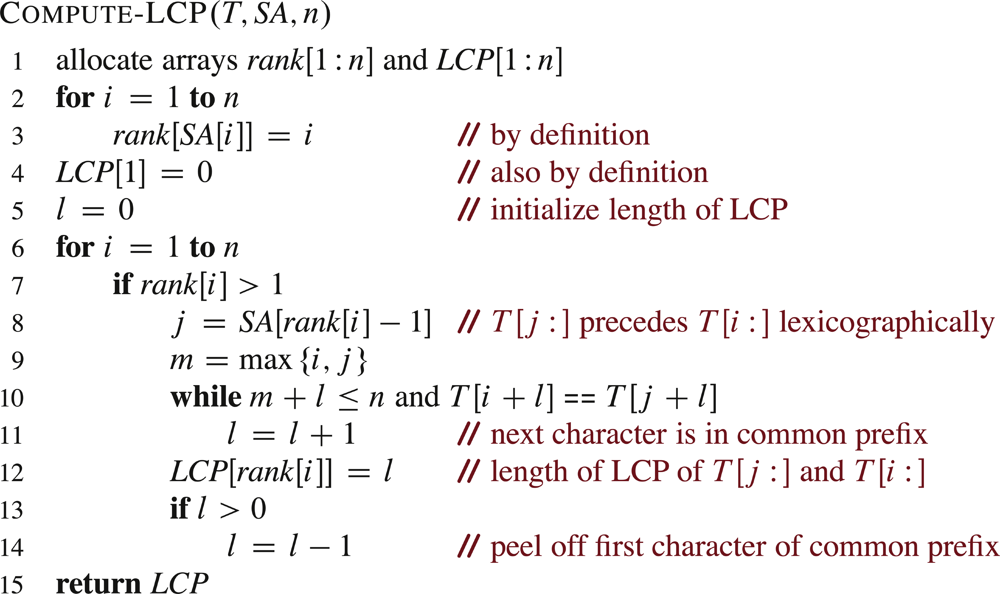 COMPUTE-LCP(T, SA, n)
1 allocate arrays rank[1 : n] and LCP[1 : n]
2 for i = 1 to n
3 rank[SA[i]] = i // by definition
4 LCP[1] = 0 // also by definition
5 l = 0 // initialize length of LCP
6 for i = 1 to n
7 if rank[i] > 1
8 j = SA[rank[i] − 1] // T[j :] precedes T[i :] lexicographically
9 m = max {i, j}
10 while m + l ≤ n and T[i + l] == T[j + l]
11 l = l + 1 // next character is in common prefix
12 LCP[rank[i]] = l // length of LCP of T[j :] and T[i :]
13 if l > 0
14 l = l − 1 // peel off first character of common prefix
15 return LCP